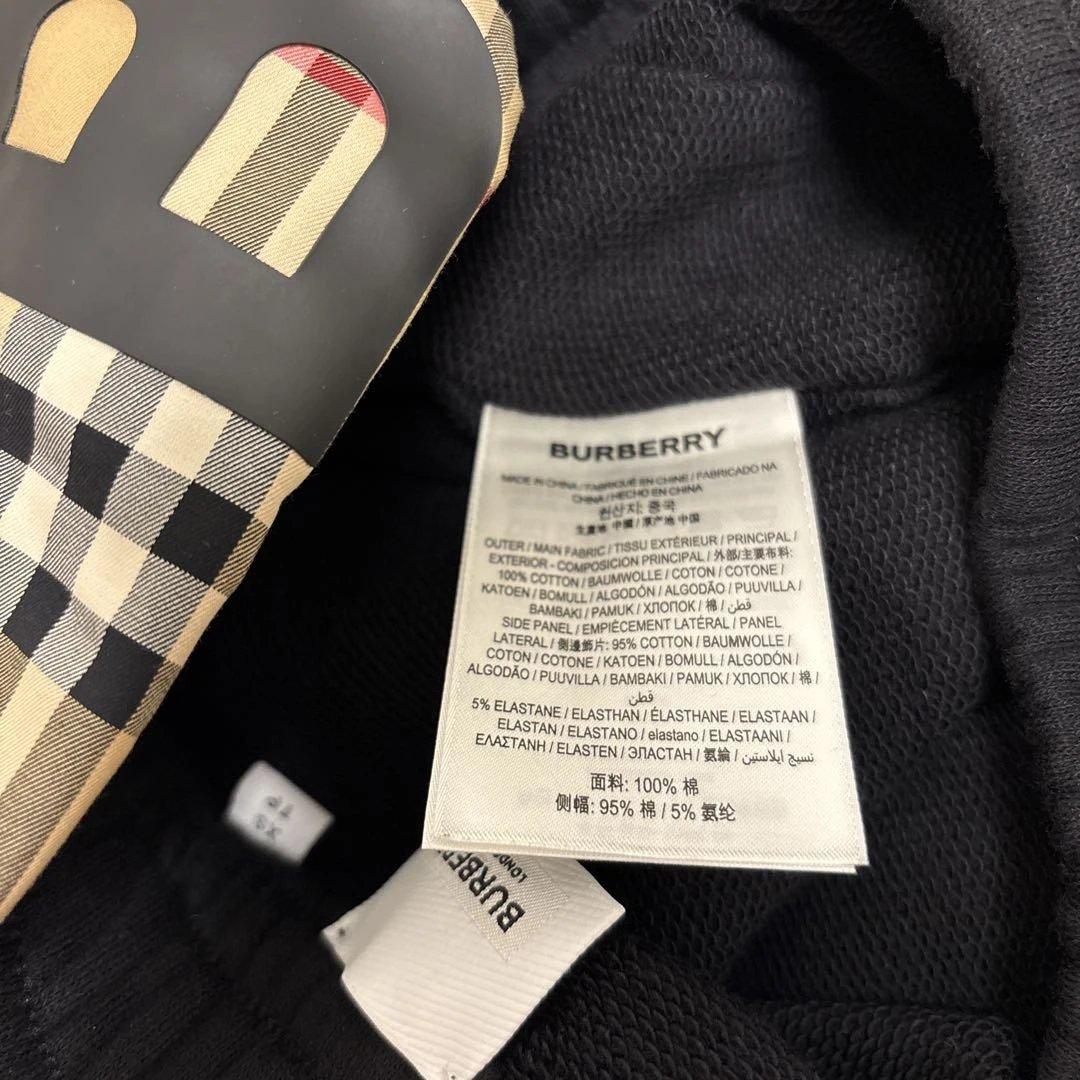 BURBERRY
MADE IN CHINA / FABRIQUÉ EN CHINE / FABRICADO NA
CHINA / HECHO EN CHINA
원산지: 중국
生產地 中國 / 原产地 中国
OUTER / MAIN FABRIC / TISSU EXTÉRIEUR / PRINCIPAL /
EXTERIOR - COMPOSICION PRINCIPAL / 外部/主要布料:
100% COTTON / BAUMWOLLE / COTON / COTONE /
KATOEN / BOMULL / ALGODÓN / ALGODÃO / PUUVILLA /
BAMBAKI / PAMUK / ХЛОПОК / 棉 / قطن
SIDE PANEL / EMPIÈCEMENT LATÉRAL / PANEL
LATERAL / 側邊飾片: 95% COTTON / BAUMWOLLE /
COTON / COTONE / KATOEN / BOMULL / ALGODÓN /
ALGODÃO / PUUVILLA / BAMBAKI / PAMUK / ХЛОПОК / 棉 /
قطن
5% ELASTANE / ELASTHAN / ÉLASTHANE / ELASTAAN /
ELASTAN / ELASTANO / elastano / ELASTAANI /
ΕΛΑΣΤΑΝΗ / ELASTEN / ЭЛАСТАН / 氨綸 / نسيج ايلاستين
面料: 100% 棉
侧幅: 95% 棉 / 5% 氨纶
XS
TP
BURBE
LON